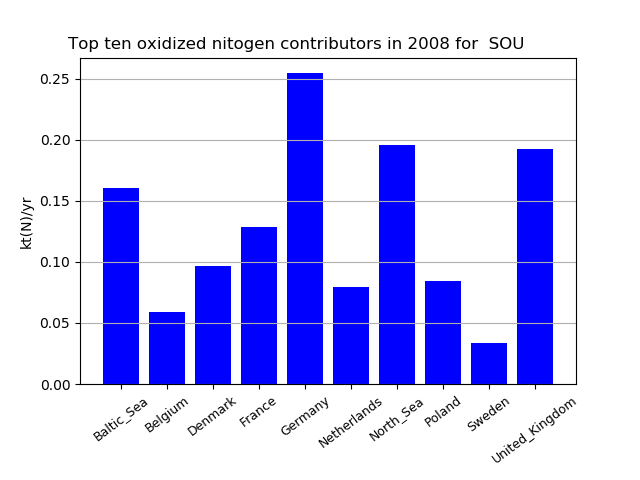 Top ten oxidized nitogen contributors in 2008 for  SOU
kt(N)/yr
0.25
0.20
0.15
0.10
0.05
0.00
Baltic_Sea
Belgium
Denmark
France
Germany
Netherlands
North_Sea
Poland
Sweden
United_Kingdom